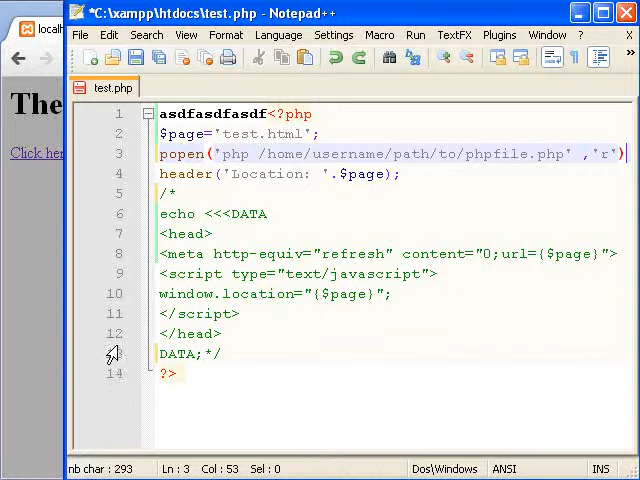 *C:\xampp\htdocs\test.php - Notepad++
localh
File Edit Search View Format Language Settings Macro Run TextFX Plugins Window ?
X
»
test.php
The
Click her
1 asdfasdfasdf<?php
2 $page='test.html';
3 popen('php /home/username/path/to/phpfile.php' ,'r')
4 header('Location: '.$page);
5 /*
6 echo <<<DATA
7 <head>
8 <meta http-equiv="refresh" content="0;url={$page}">
9 <script type="text/javascript">
10 window.location="{$page}";
11 </script>
12 </head>
DATA;*/
14 ?>
nb char : 293 Ln : 3 Col : 53 Sel : 0 Dos\Windows ANSI INS